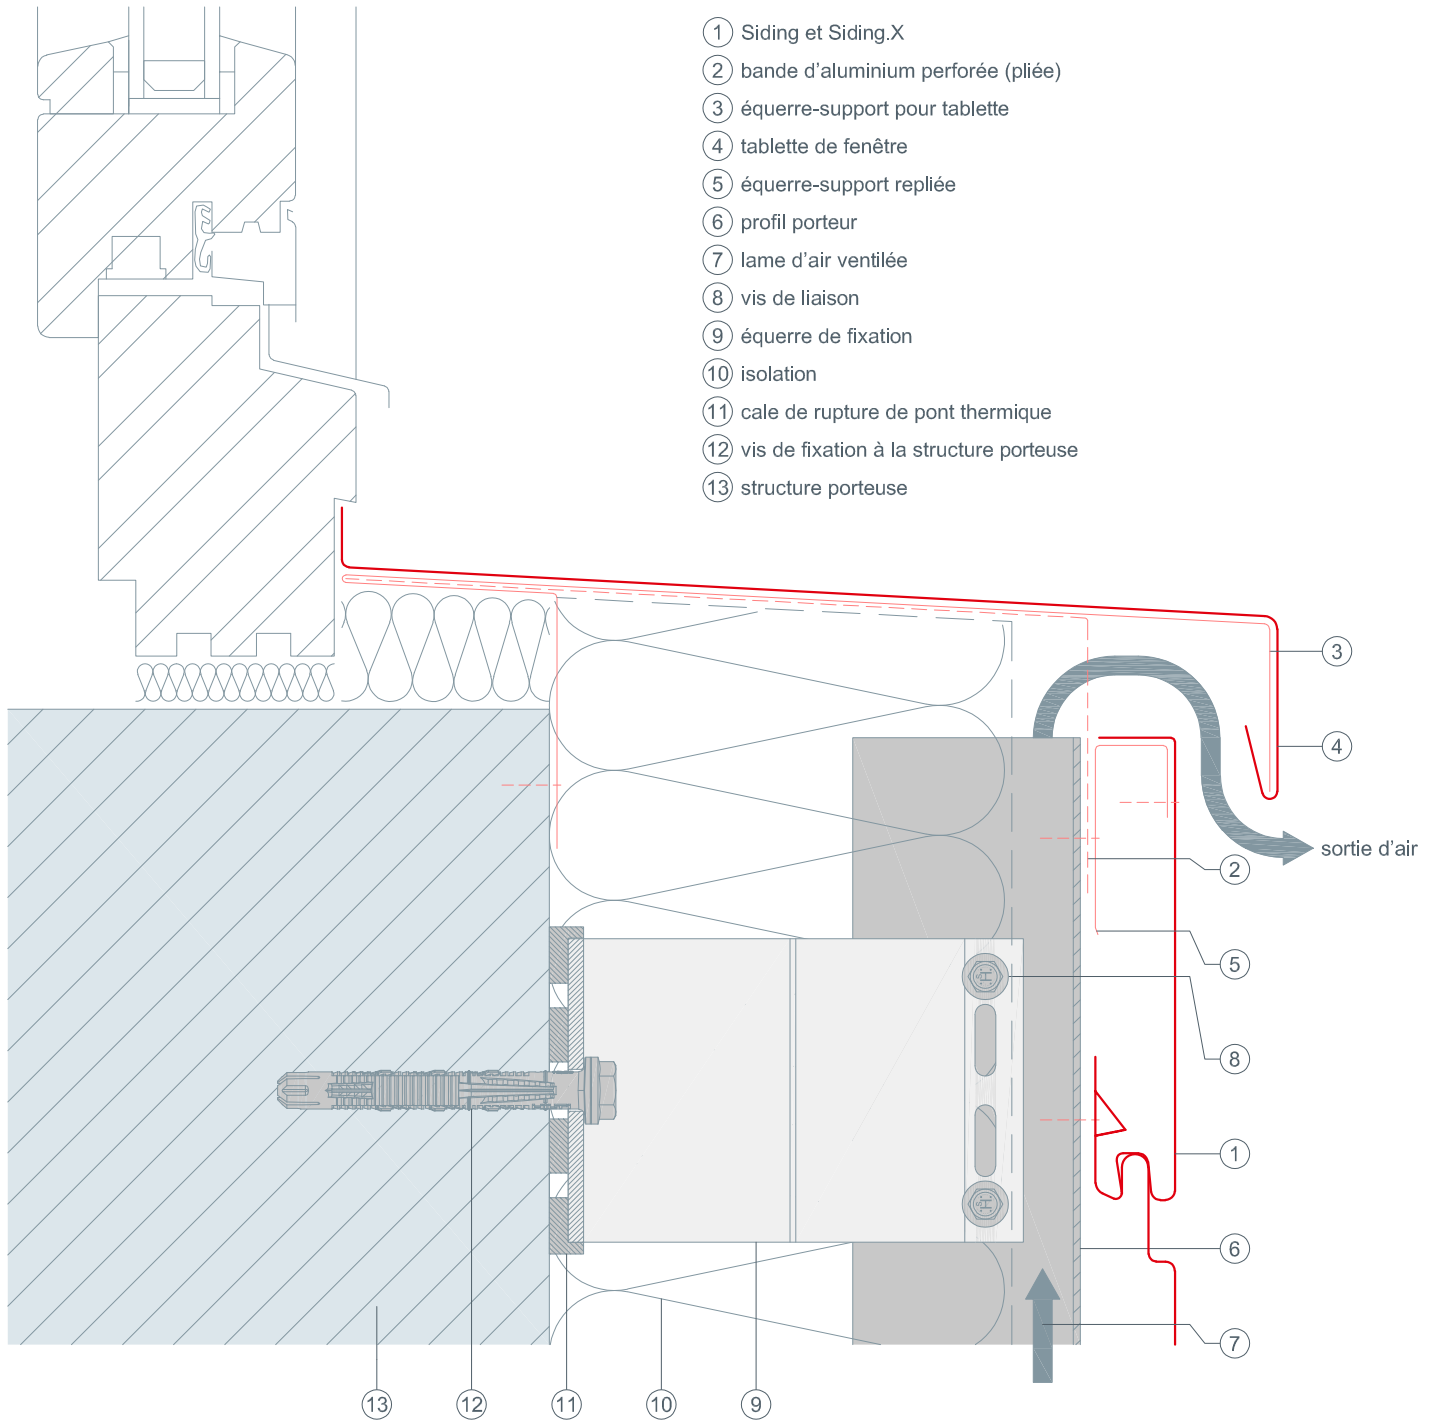 1 Siding et Siding.X
2 bande d’aluminium perforée (pliée)
3 équerre-support pour tablette
4 tablette de fenêtre
5 équerre-support repliée
6 profil porteur
7 lame d’air ventilée
8 vis de liaison
9 équerre de fixation
10 isolation
11 cale de rupture de pont thermique
12 vis de fixation à la structure porteuse
13 structure porteuse
3
4
sortie d’air
2
5
8
1
6
7
13 12 11 10 9